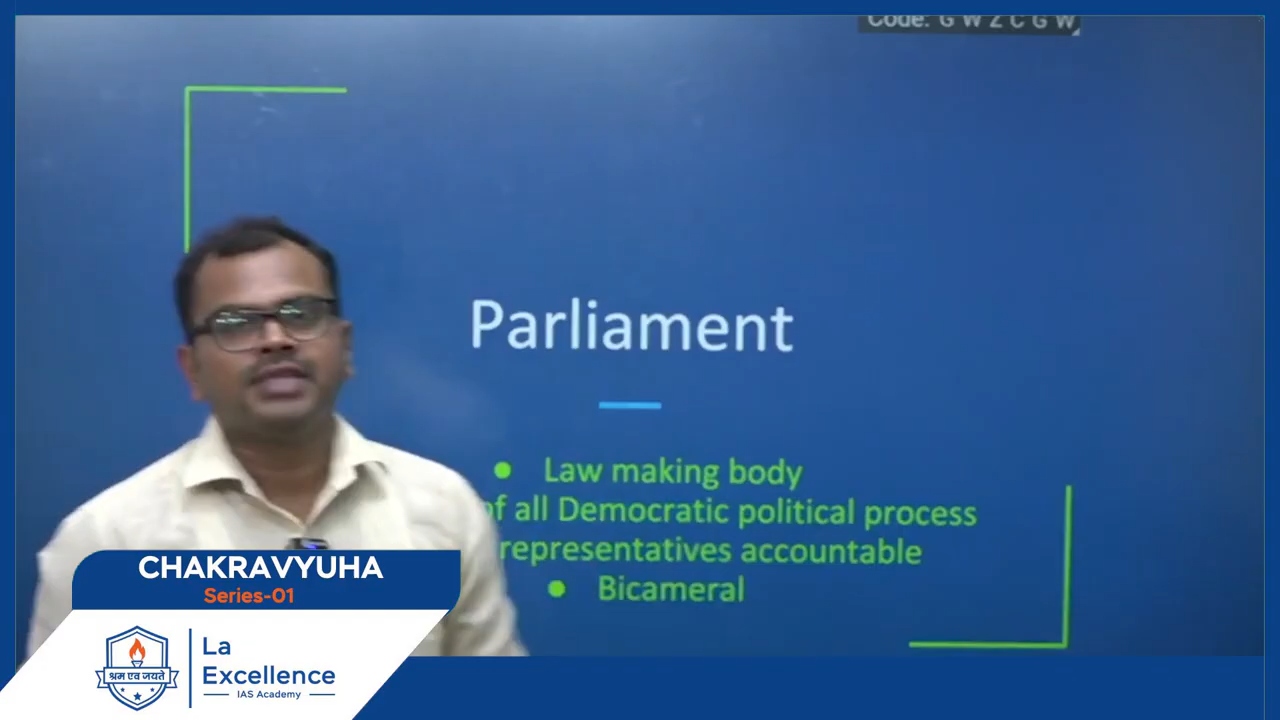 Code: G W Z C G W
Parliament
● Law making body
of all Democratic political process
representatives accountable
● Bicameral
CHAKRAVYUHA
Series-01
श्रम एव जयते
La
Excellence
IAS Academy